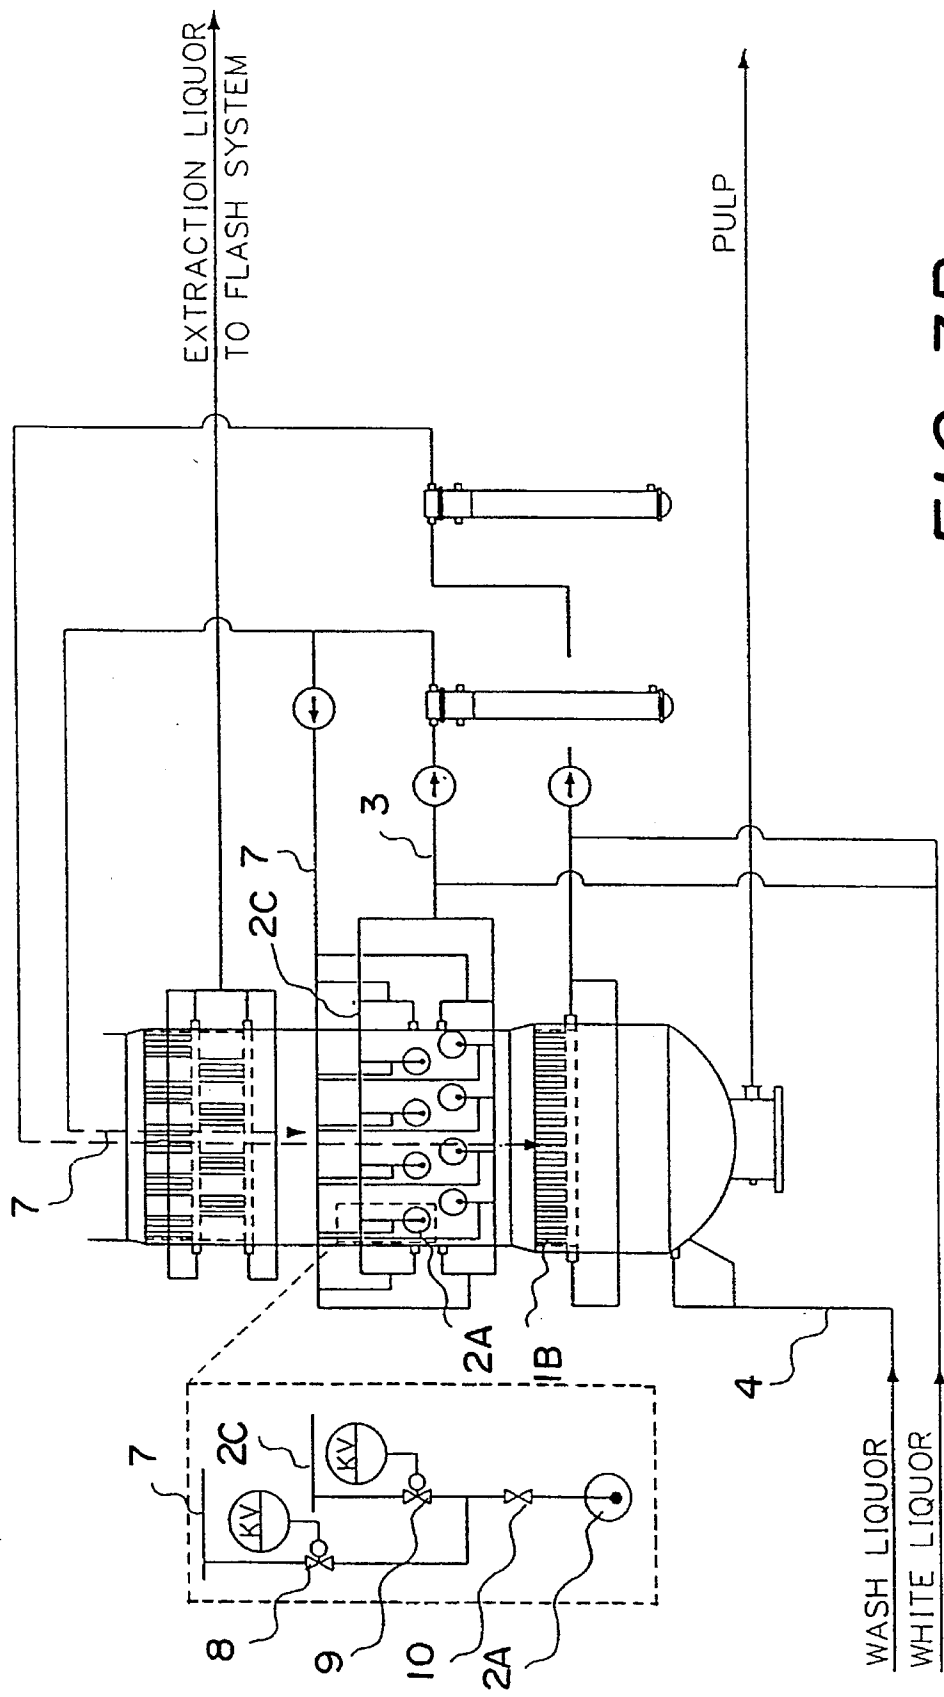 EXTRACTION LIQUOR
TO FLASH SYSTEM
PULP
7
7
2C
3
2A
1B
4
7
2C
KV
KV
8
9
10
2A
WASH LIQUOR
WHITE LIQUOR